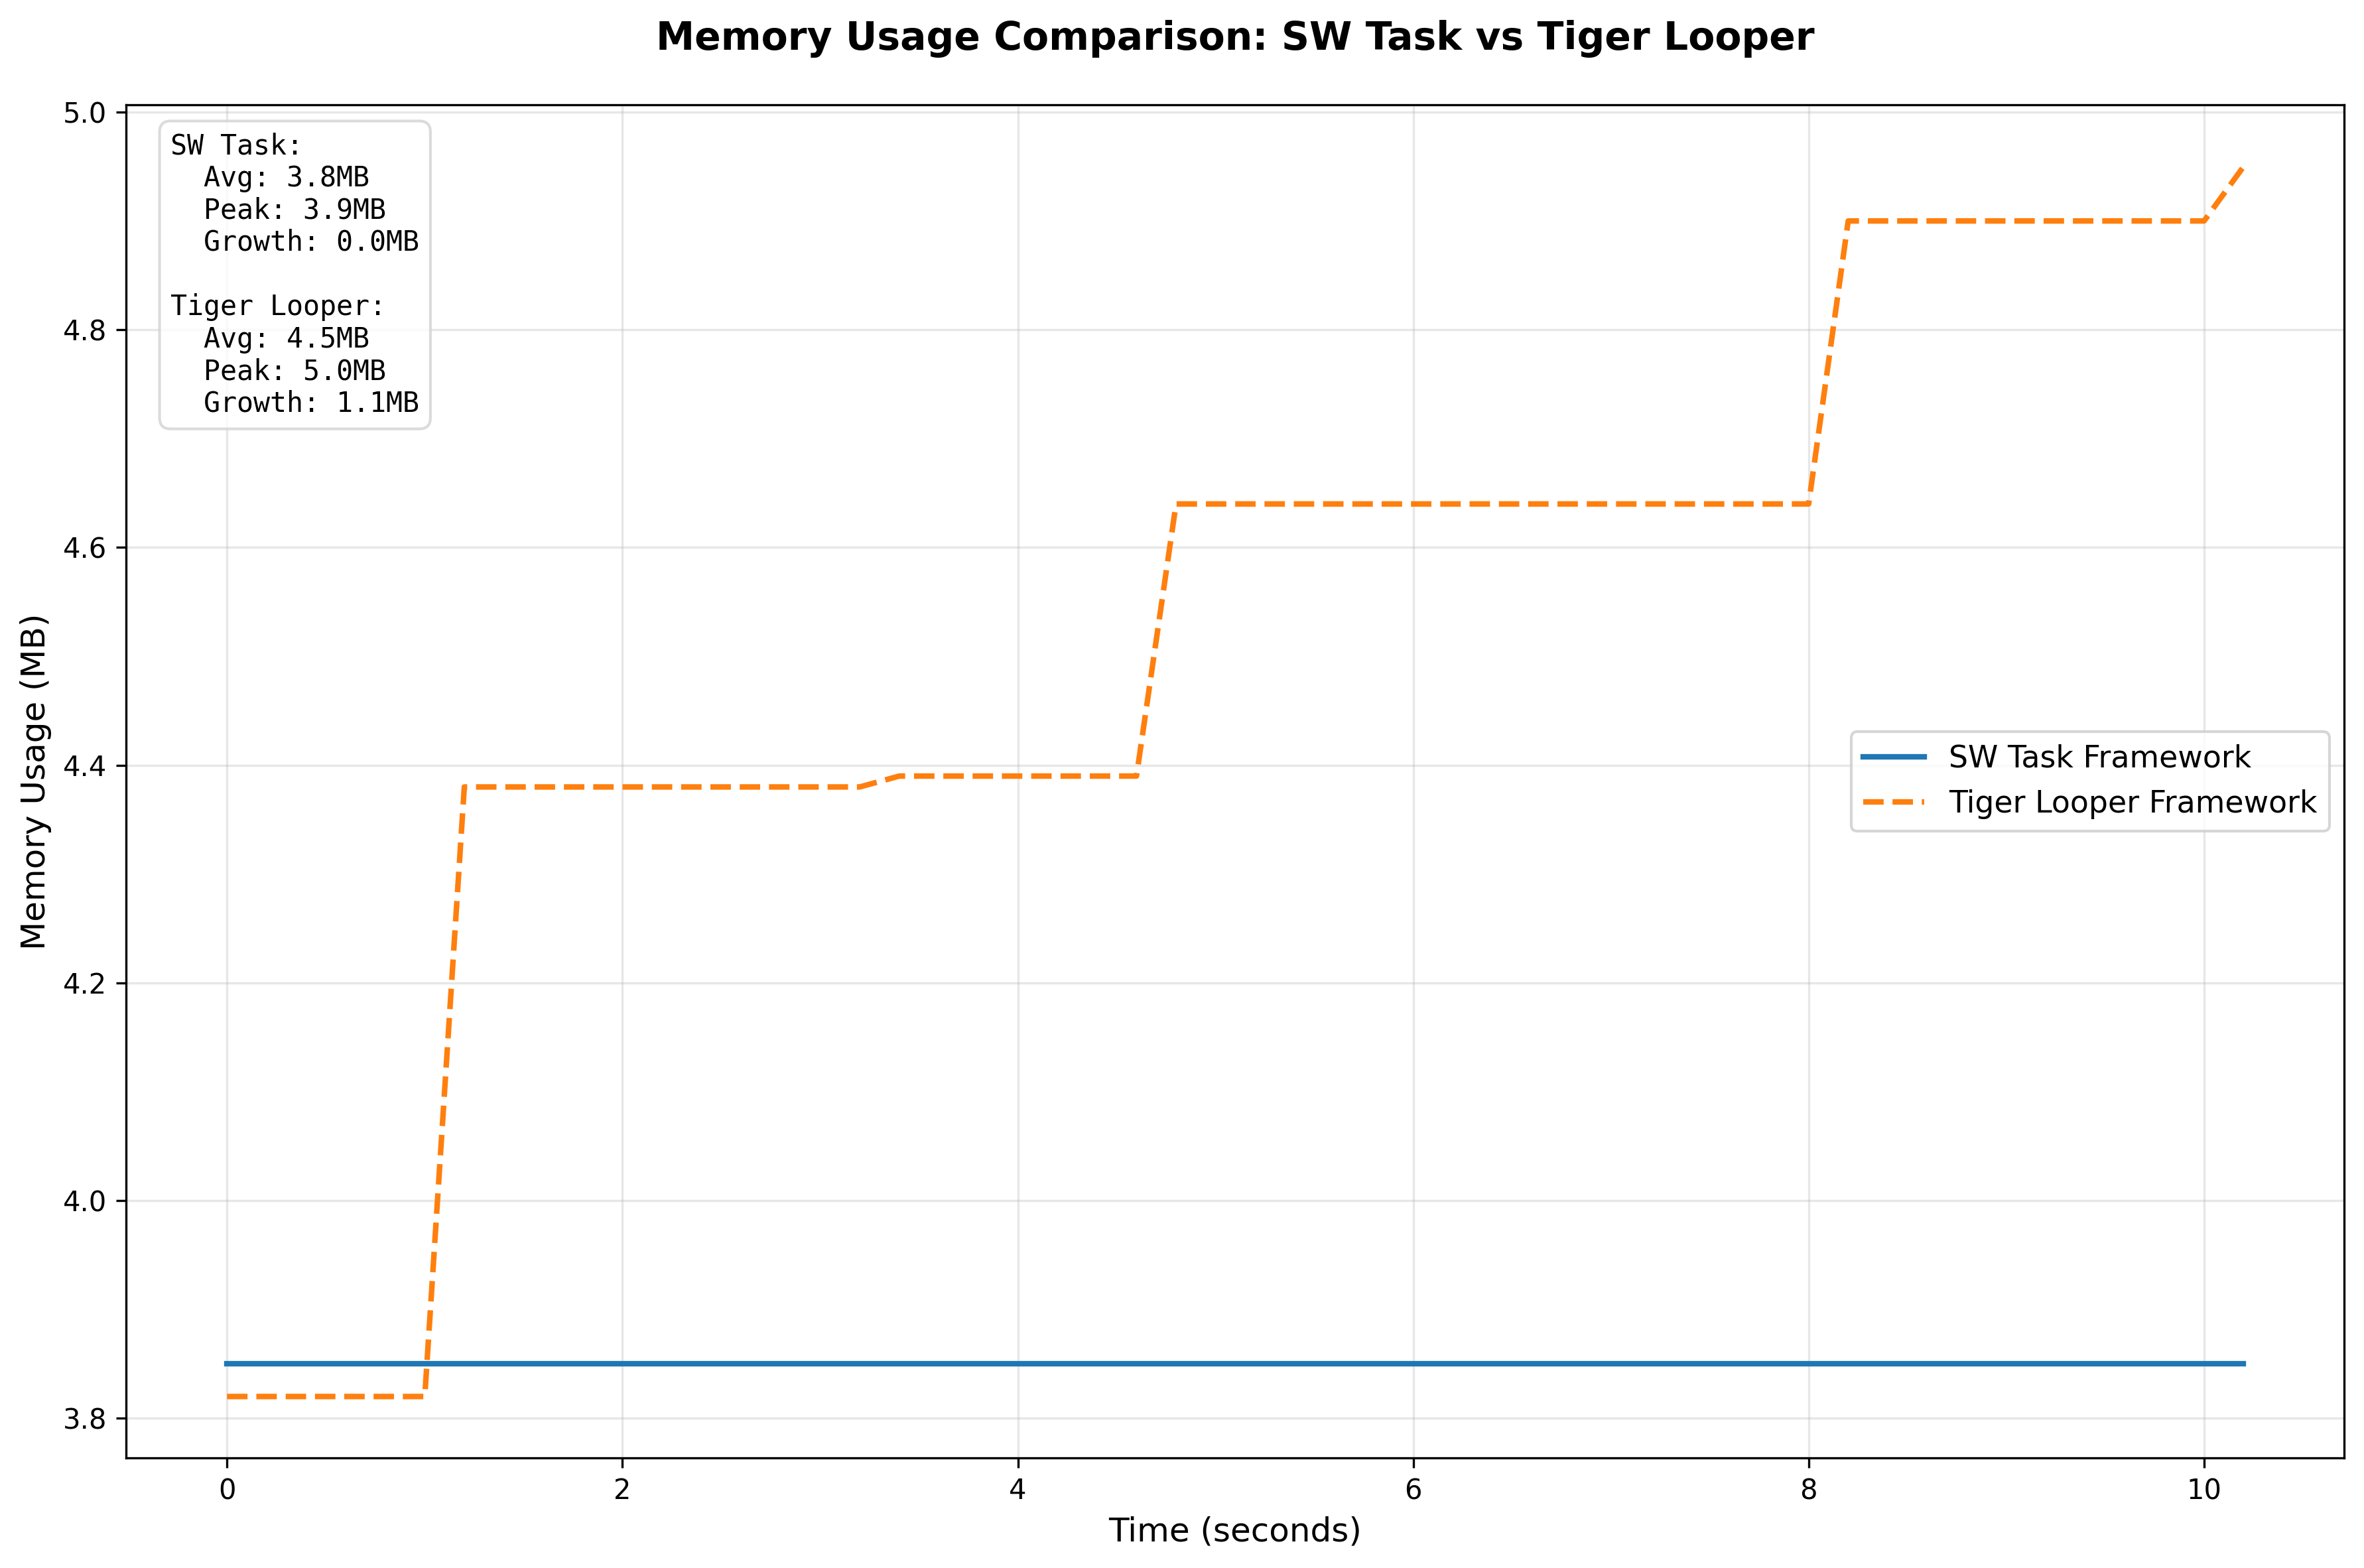 Memory Usage Comparison: SW Task vs Tiger Looper
5.0
4.8
4.6
4.4
4.2
4.0
3.8
Memory Usage (MB)
SW Task:
Avg: 3.8MB
Peak: 3.9MB
Growth: 0.0MB
Tiger Looper:
Avg: 4.5MB
Peak: 5.0MB
Growth: 1.1MB
SW Task Framework
Tiger Looper Framework
0
2
4
6
8
10
Time (seconds)